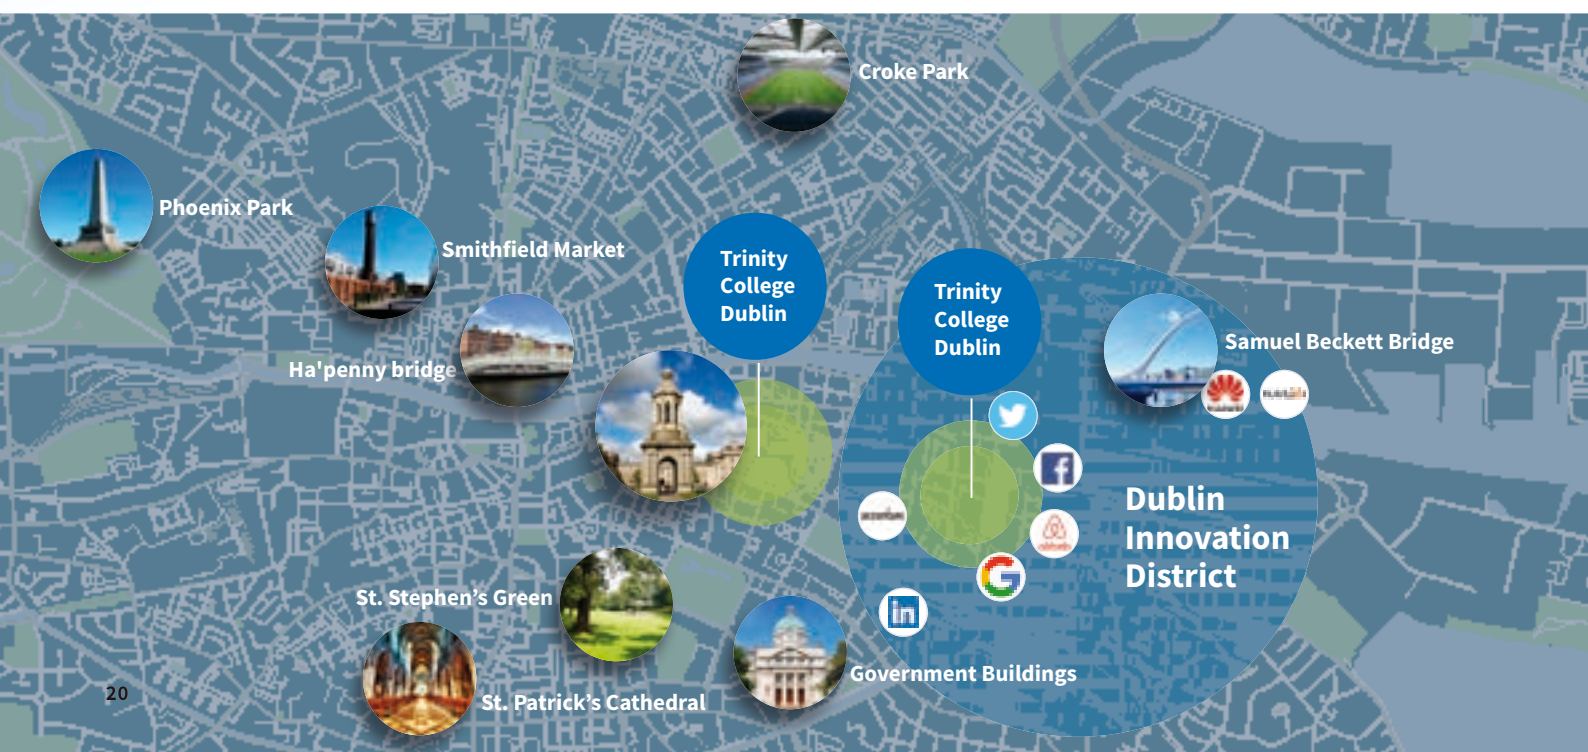 Croke Park
Phoenix Park
Smithfield Market
Trinity
College
Dublin
Trinity
College
Dublin
Samuel Beckett Bridge
Ha'penny bridge
Dublin
Innovation
District
St. Stephen’s Green
in
Government Buildings
20
St. Patrick’s Cathedral